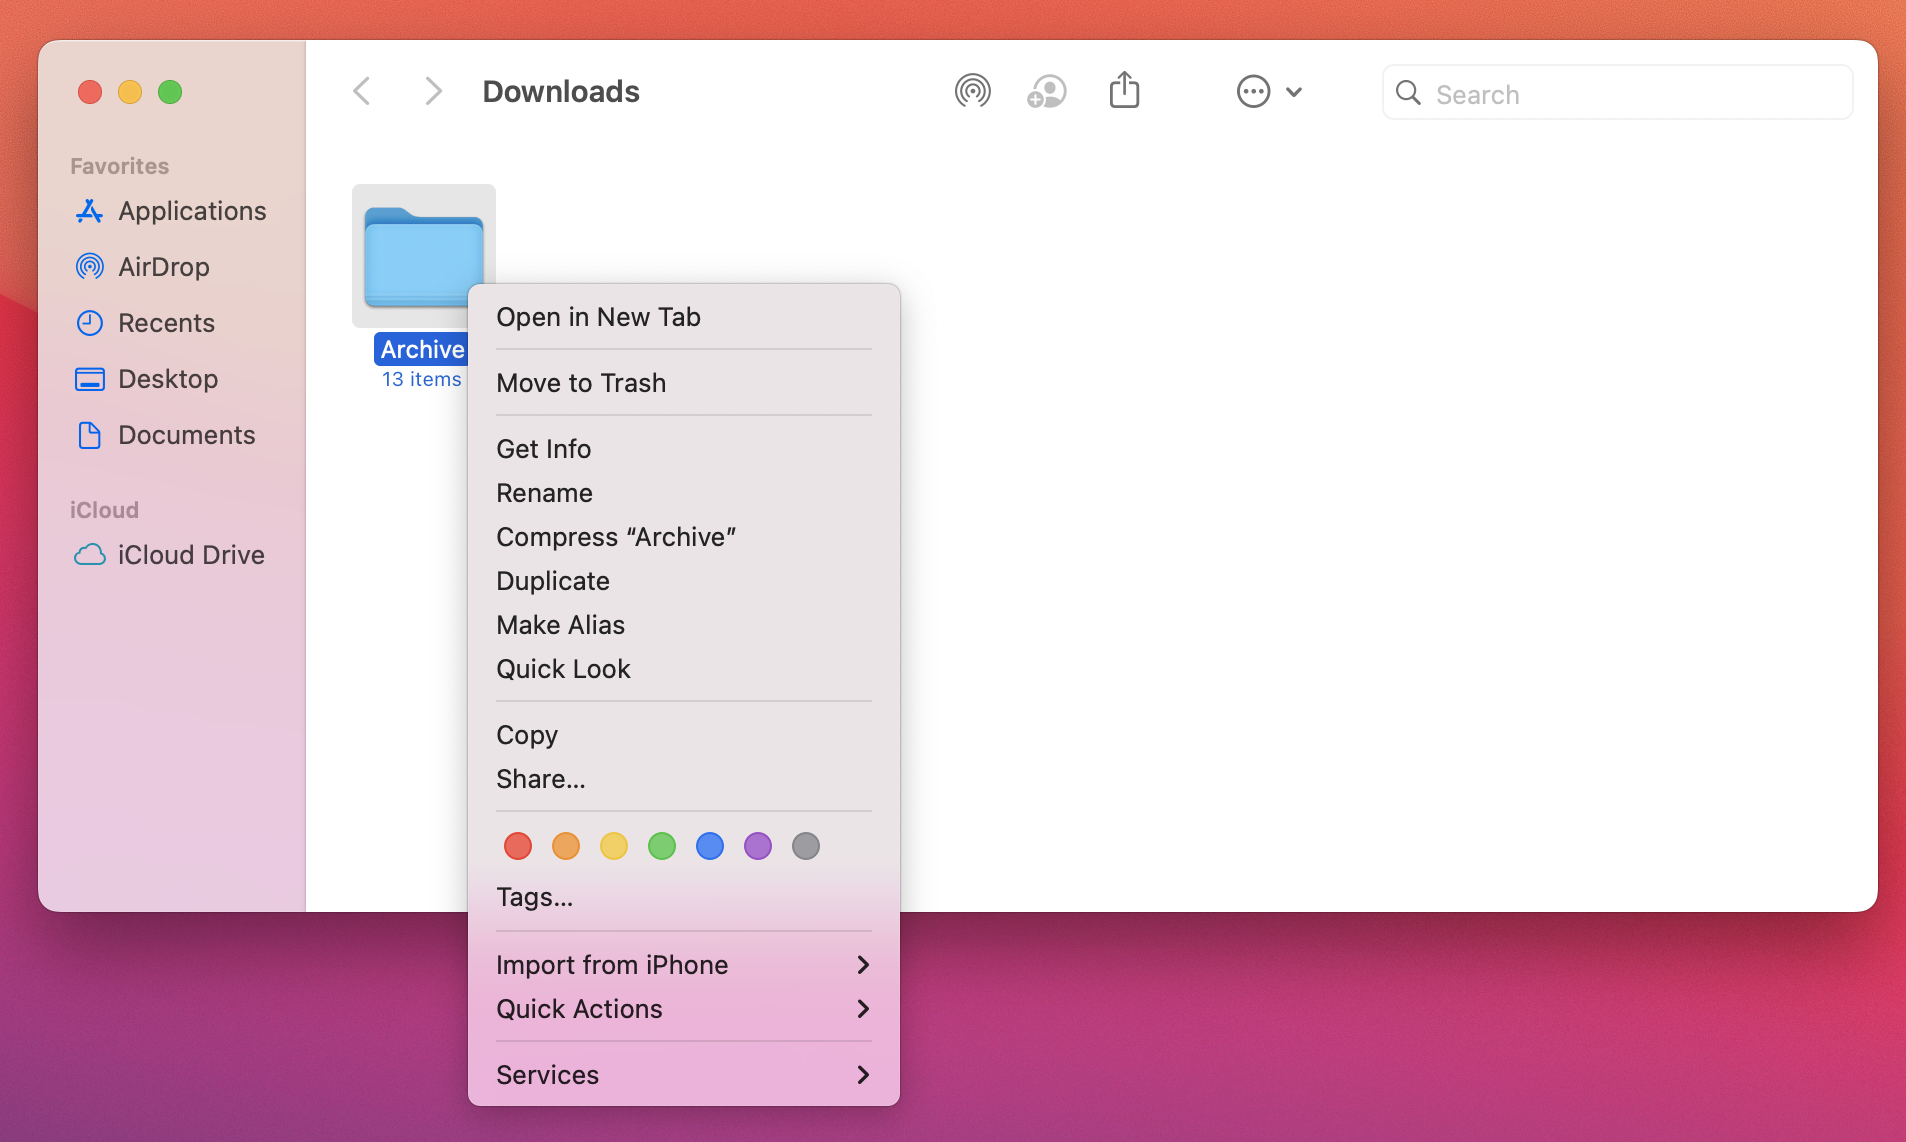 Downloads
Search
Favorites
Applications
AirDrop
Recents
Desktop
Documents
iCloud
iCloud Drive
Archive
13 items
Open in New Tab
Move to Trash
Get Info
Rename
Compress “Archive”
Duplicate
Make Alias
Quick Look
Copy
Share...
Tags...
Import from iPhone
Quick Actions
Services